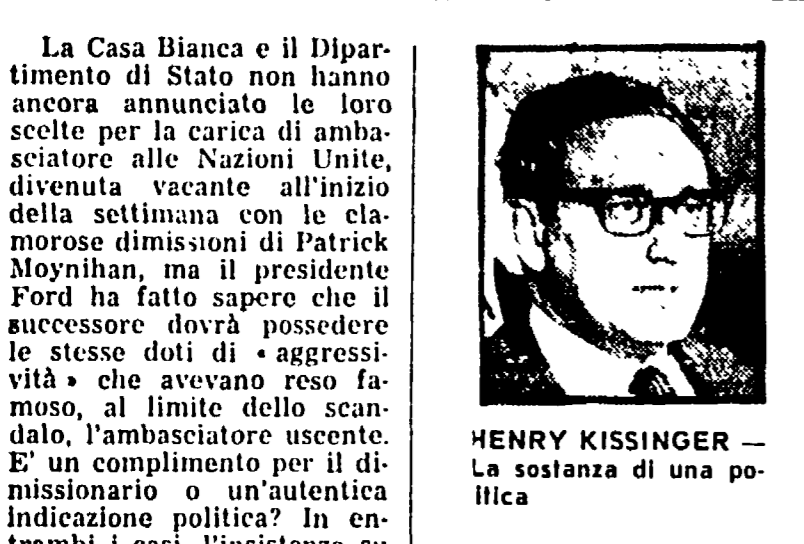 La Casa Bianca e il Dipar-
timento di Stato non hanno
ancora annunciato le loro
scelte per la carica di amba-
sciatore alle Nazioni Unite,
divenuta vacante all'inizio
della settimana con le cla-
morose dimissioni di Patrick
Moynihan, ma il presidente
Ford ha fatto sapere che il
successore dovrà possedere
le stesse doti di « aggressi-
vità » che avevano reso fa-
moso, al limite dello scan-
dalo, l'ambasciatore uscente.
E' un complimento per il di-
missionario o un'autentica
indicazione politica? In en-
trambi i casi, l'insistenza su
HENRY KISSINGER —
La sostanza di una po-
litica